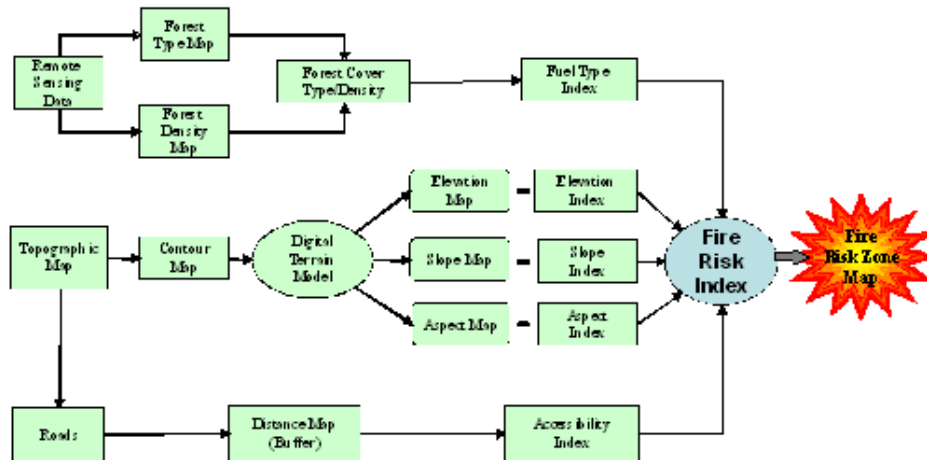 Forest
Type Map
Remote
Sensing
Data
Forest
Density
Map
Forest Cover
Type/Density
Fuel Type
Index
Topographic
Map
Contour
Map
Digital
Terrain
Model
Elevation
Map
Elevation
Index
Slope Map
Slope
Index
Aspect Map
Aspect
Index
Fire
Risk
Index
Fire
Risk Zone
Map
Roads
Distance Map
(Buffer)
Accessibility
Index